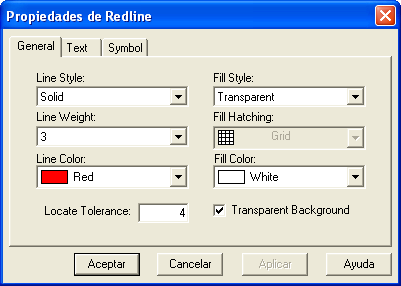 Propiedades de Redline
General Text Symbol
Line Style: Fill Style:
Solid Transparent
Line Weight: Fill Hatching:
3 Grid
Line Color: Fill Color:
Red White
Locate Tolerance: 4 Transparent Background
Aceptar Cancelar Aplicar Ayuda